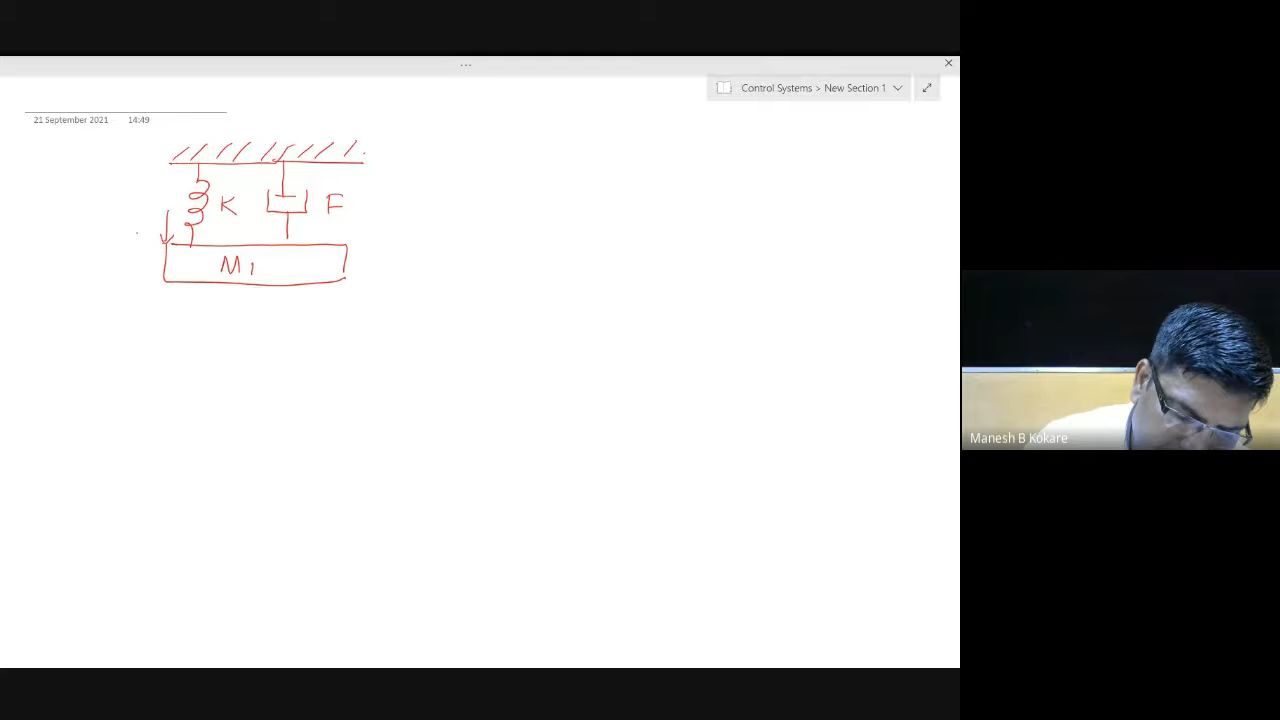 ...
Control Systems > New Section 1
21 September 2021 14:49
K F
M1
Manesh B Kokare